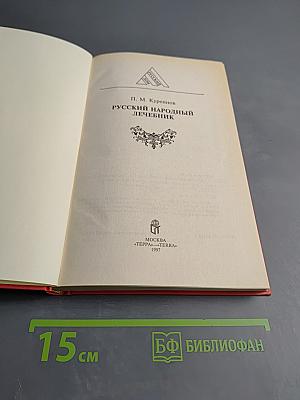 П. М. Куреннов
РУССКИЙ НАРОДНЫЙ
ЛЕЧЕБНИК
МОСКВА
«ТЕРРА»—«TERRA»
1997
15 см
БФ БИБЛИОФАН